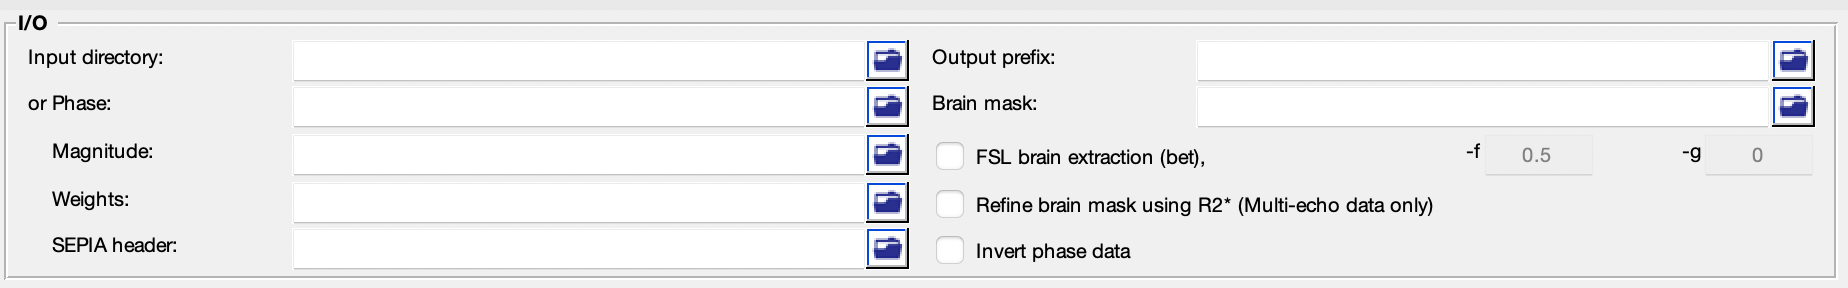 I/O
Input directory:
or Phase:
Magnitude:
Weights:
SEPIA header:
Output prefix:
Brain mask:
FSL brain extraction (bet), -f 0.5 -g 0
Refine brain mask using R2* (Multi-echo data only)
Invert phase data